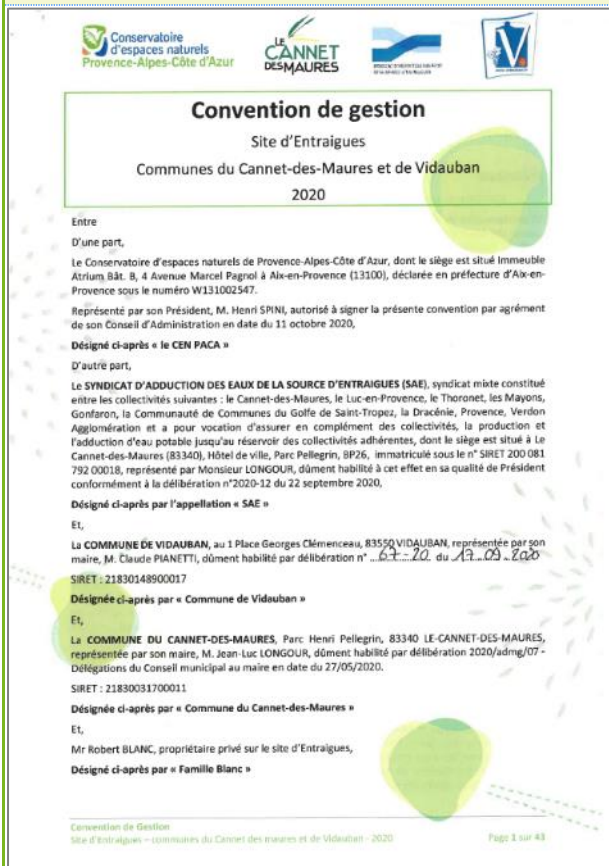 Conservatoire
d'espaces naturels
Provence-Alpes-Côte d'Azur
LE
CANNET
DES MAURES
V
Convention de gestion
Site d'Entraigues
Communes du Cannet-des-Maures et de Vidauban
2020
Entre
D'une part,
Le Conservatoire d'espaces naturels de Provence-Alpes-Côte d'Azur, dont le siège est situé Immeuble
Atrium Bât. B, 4 Avenue Marcel Pagnol à Aix-en-Provence (13100), déclarée en préfecture d'Aix-en-
Provence sous le numéro W131002547.
Représenté par son Président, M. Henri SPINI, autorisé à signer la présente convention par agrément
de son Conseil d'Administration en date du 11 octobre 2020,
Désigné ci-après « le CEN PACA »
D'autre part,
Le SYNDICAT D'ADDUCTION DES EAUX DE LA SOURCE D'ENTRAIGUES (SAE), syndicat mixte constitué
entre les collectivités suivantes : le Cannet-des-Maures, le Luc-en-Provence, le Thoronet, les Mayons,
Gonfaron, la Communauté de Communes du Golfe de Saint-Tropez, la Dracénie, Provence, Verdon
Agglomération et a pour vocation d'assurer en complément des collectivités, la production et
l'adduction d'eau potable jusqu'au réservoir des collectivités adhérentes, dont le siège est situé à Le
Cannet-des-Maures (83340), Hôtel de ville, Parc Pellegrin, BP26, immatriculé sous le n° SIRET 200 081
792 00018, représenté par Monsieur LONGOUR, dûment habilité à cet effet en sa qualité de Président
conformément à la délibération n°2020-12 du 22 septembre 2020,
Désigné ci-après par l'appellation « SAE »
Et,
La COMMUNE DE VIDAUBAN, au 1 Place Georges Clémenceau, 83550 VIDAUBAN, représentée par son
maire, M. Claude PIANETTI, dûment habilité par délibération n° 67-20 du 17.09.2020
SIRET : 21830148900017
Désignée ci-après par « Commune de Vidauban »
Et,
La COMMUNE DU CANNET-DES-MAURES, Parc Henri Pellegrin, 83340 LE-CANNET-DES-MAURES,
représentée par son maire, M. Jean-Luc LONGOUR, dûment habilité par délibération 2020/admg/07 -
Délégations du Conseil municipal au maire en date du 27/05/2020.
SIRET : 21830031700011
Désignée ci-après par « Commune du Cannet-des-Maures »
Et,
Mr Robert BLANC, propriétaire privé sur le site d'Entraigues,
Désigné ci-après par « Famille Blanc »
Convention de Gestion
Site d'Entraigues – communes du Cannet des maures et de Vidauban - 2020
Page 1 sur 43